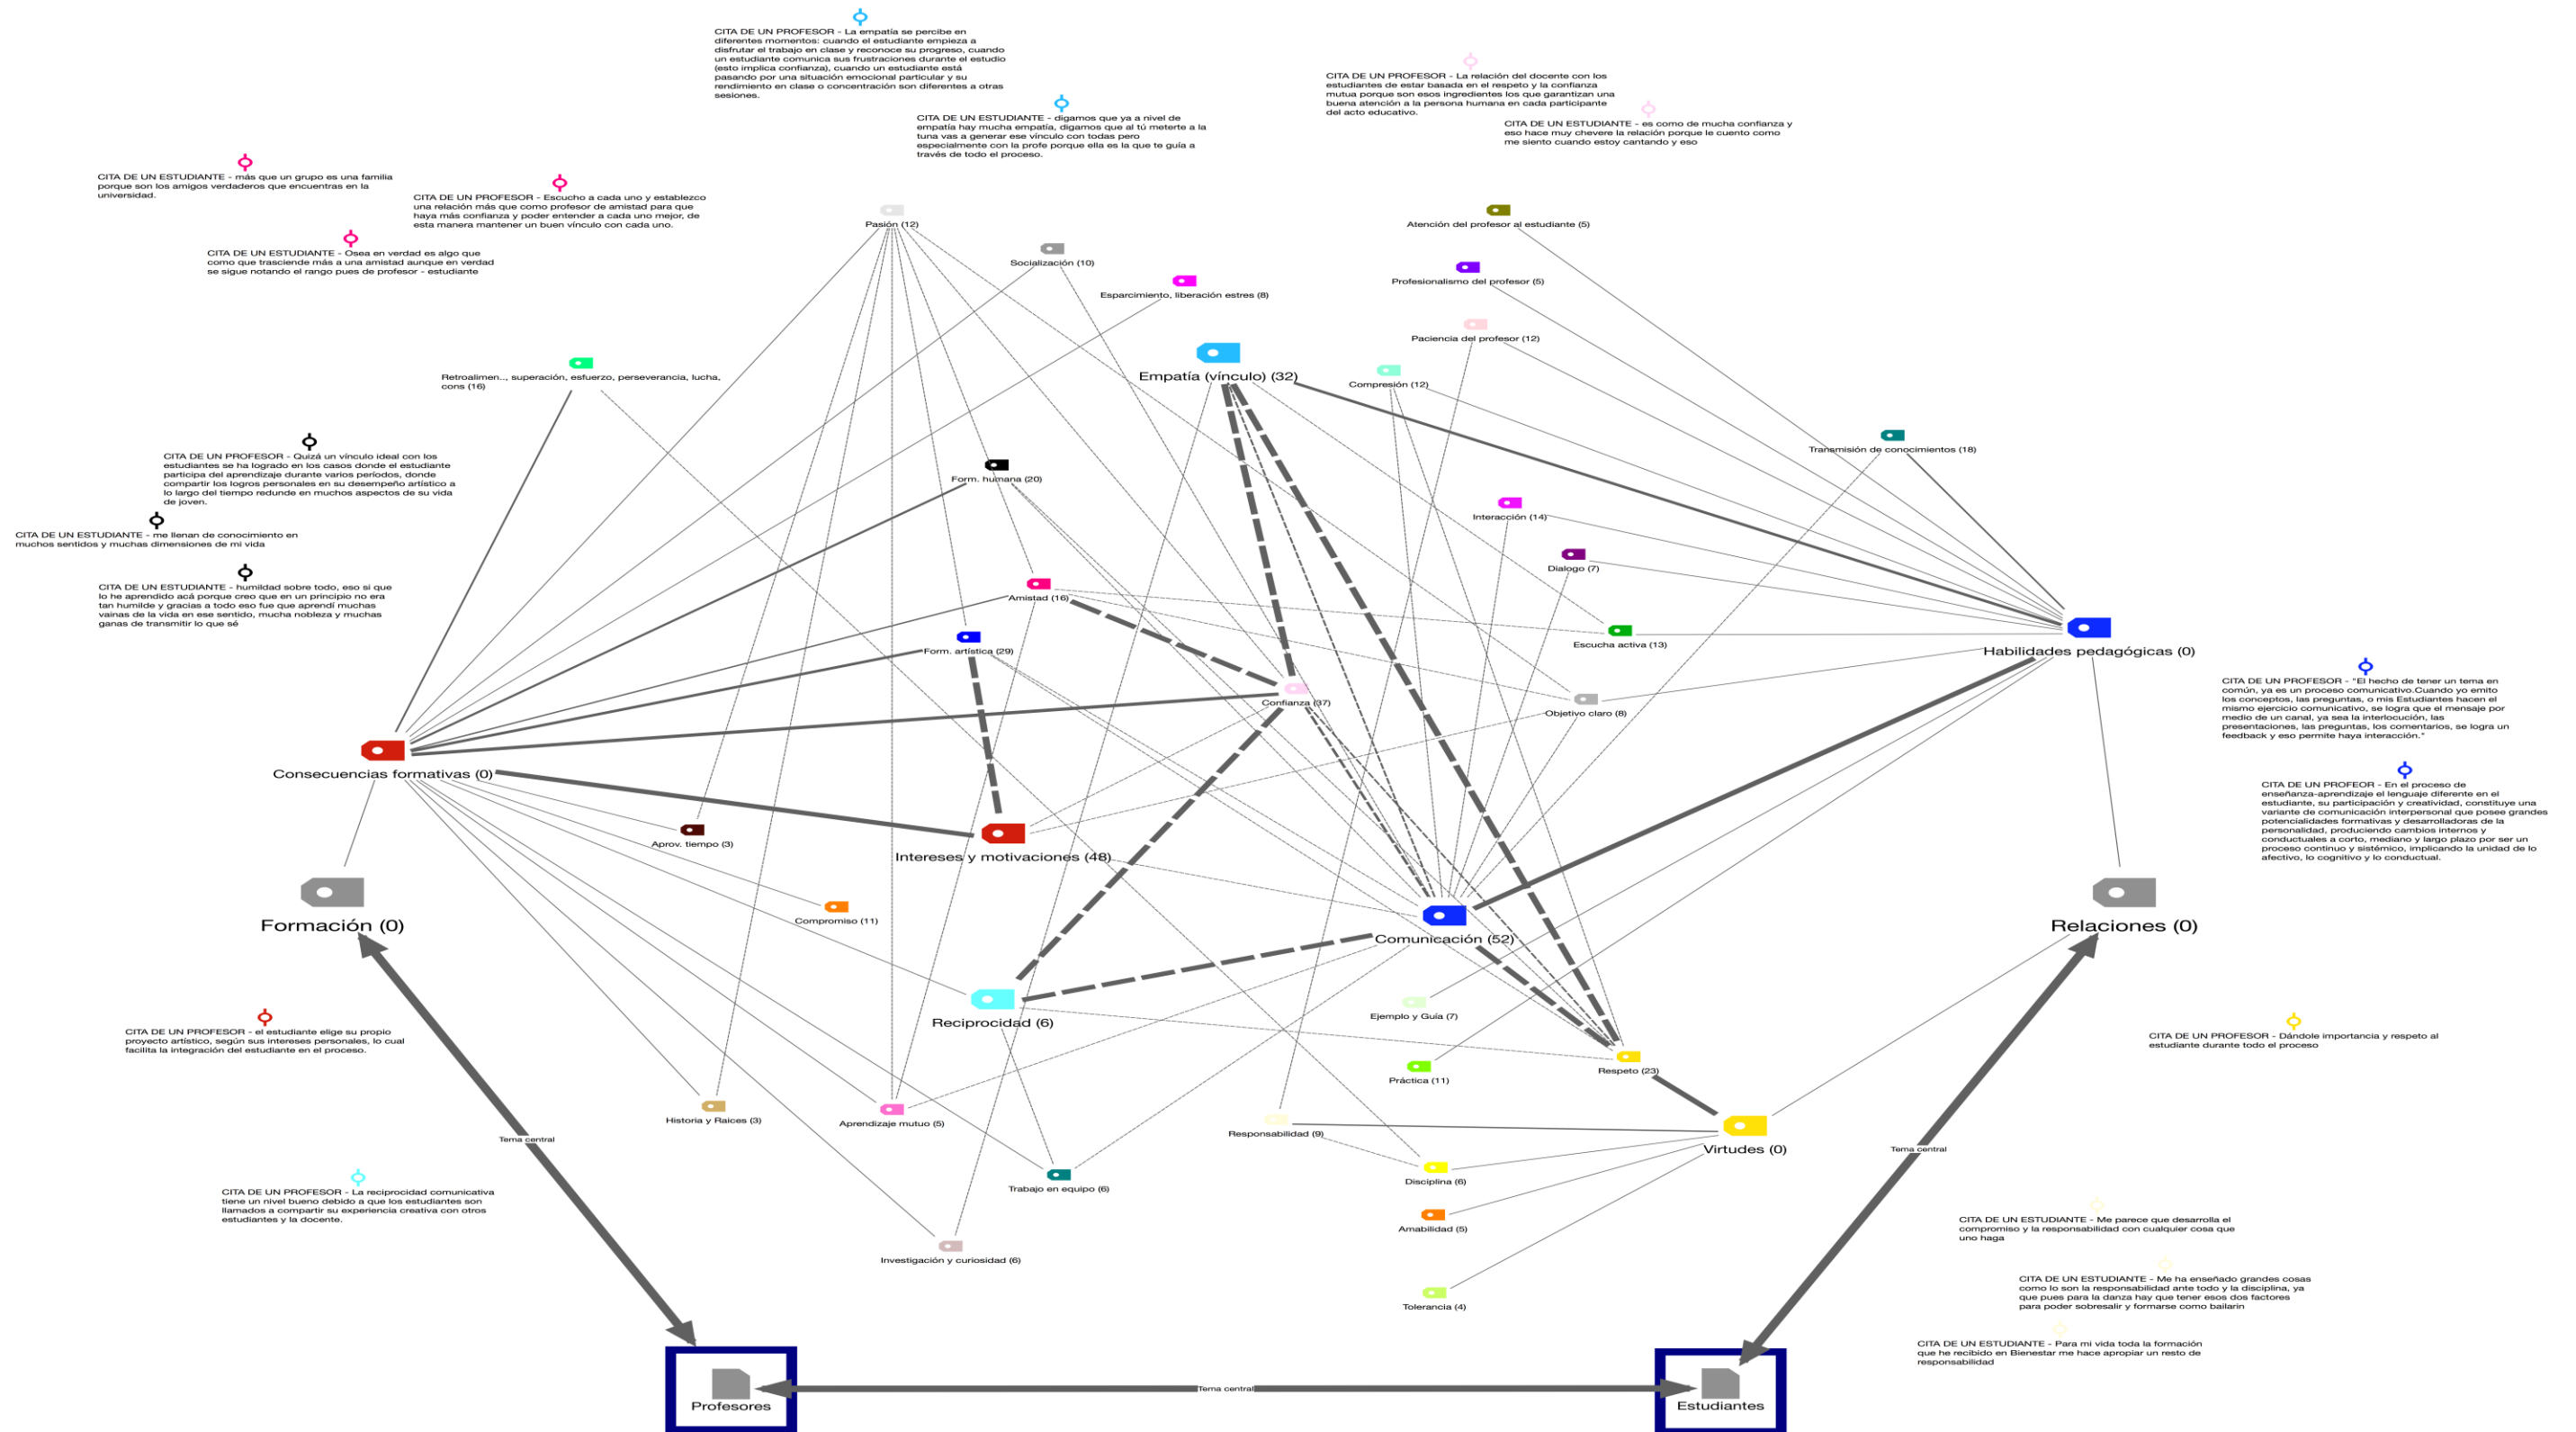 CITA DE UN PROFESOR - La empatía se percibe en
diferentes momentos: cuando el estudiante empieza a
disfrutar el trabajo en clase y reconoce su progreso, cuando
un estudiante comunica sus frustraciones durante el estudio
(esto implica confianza), cuando un estudiante está
pasando por una situación emocional particular y su
rendimiento en clase o concentración son diferentes a otras
sesiones.
CITA DE UN ESTUDIANTE - digamos que ya a nivel de
empatía hay mucha empatía, digamos que al tú meterte a la
tuna vas a generar ese vínculo con todas pero
especialmente con la profe porque ella es la que te guía a
través de todo el proceso.
CITA DE UN PROFESOR - La relación del docente con los
estudiantes de estar basada en el respeto y la confianza
mutua porque son esos ingredientes los que garantizan una
buena atención a la persona humana en cada participante
del acto educativo.
CITA DE UN ESTUDIANTE - es como de mucha confianza y
eso hace muy chevere la relación porque le cuento como
me siento cuando estoy cantando y eso
CITA DE UN ESTUDIANTE - más que un grupo es una familia
porque son los amigos verdaderos que encuentras en la
universidad.
CITA DE UN PROFESOR - Escucho a cada uno y establezco
una relación más que como profesor de amistad para que
haya más confianza y poder entender a cada uno mejor, de
esta manera mantener un buen vínculo con cada uno.
CITA DE UN ESTUDIANTE - Osea en verdad es algo que
como que trasciende más a una amistad aunque en verdad
se sigue notando el rango pues de profesor - estudiante
Pasión (12)
Atención del profesor al estudiante (5)
Socialización (10)
Profesionalismo del profesor (5)
Esparcimiento, liberación estres (8)
Paciencia del profesor (12)
Retroalimen.., superación, esfuerzo, perseverancia, lucha,
cons (16)
Empatía (vínculo) (32)
Compresión (12)
Transmisión de conocimientos (18)
CITA DE UN PROFESOR - Quizá un vínculo ideal con los
estudiantes se ha logrado en los casos donde el estudiante
participa del aprendizaje durante varios períodos, donde
compartir los logros personales en su desempeño artístico a
lo largo del tiempo redunde en muchos aspectos de su vida
de joven.
Form. humana (20)
Interacción (14)
CITA DE UN ESTUDIANTE - me llenan de conocimiento en
muchos sentidos y muchas dimensiones de mi vida
Dialogo (7)
CITA DE UN ESTUDIANTE - humildad sobre todo, eso si que
lo he aprendido acá porque creo que en un principio no era
tan humilde y gracias a todo eso fue que aprendí muchas
vainas de la vida en ese sentido, mucha nobleza y muchas
ganas de transmitir lo que sé
Amistad (16)
Escucha activa (13)
Form. artística (29)
Habilidades pedagógicas (0)
Confianza (37)
Objetivo claro (8)
CITA DE UN PROFESOR - "El hecho de tener un tema en
común, ya es un proceso comunicativo.Cuando yo emito
los conceptos, las preguntas, o mis Estudiantes hacen el
mismo ejercicio comunicativo, se logra que el mensaje por
medio de un canal, ya sea la interlocución, las
presentaciones, las preguntas, los comentarios, se logra un
feedback y eso permite haya interacción."
Consecuencias formativas (0)
CITA DE UN PROFEOR - En el proceso de
enseñanza-aprendizaje el lenguaje diferente en el
estudiante, su participación y creatividad, constituye una
variante de comunicación interpersonal que posee grandes
potencialidades formativas y desarrolladoras de la
personalidad, produciendo cambios internos y
conductuales a corto, mediano y largo plazo por ser un
proceso continuo y sistémico, implicando la unidad de lo
afectivo, lo cognitivo y lo conductual.
Aprov. tiempo (3)
Intereses y motivaciones (48)
Compromiso (11)
Formación (0)
Comunicación (52)
Relaciones (0)
Reciprocidad (6)
Ejemplo y Guía (7)
CITA DE UN PROFESOR - el estudiante elige su propio
proyecto artístico, según sus intereses personales, lo cual
facilita la integración del estudiante en el proceso.
CITA DE UN PROFESOR - Dándole importancia y respeto al
estudiante durante todo el proceso
Práctica (11)
Respeto (23)
Historia y Raices (3)
Aprendizaje mutuo (5)
Responsabilidad (9)
Virtudes (0)
Tema central
Tema central
Trabajo en equipo (6)
Disciplina (6)
CITA DE UN PROFESOR - La reciprocidad comunicativa
tiene un nivel bueno debido a que los estudiantes son
llamados a compartir su experiencia creativa con otros
estudiantes y la docente.
Amabilidad (5)
CITA DE UN ESTUDIANTE - Me parece que desarrolla el
compromiso y la responsabilidad con cualquier cosa que
uno haga
Investigación y curiosidad (6)
CITA DE UN ESTUDIANTE - Me ha enseñado grandes cosas
como lo son la responsabilidad ante todo y la disciplina, ya
que pues para la danza hay que tener esos dos factores
para poder sobresalir y formarse como bailarin
Tolerancia (4)
CITA DE UN ESTUDIANTE - Para mi vida toda la formación
que he recibido en Bienestar me hace apropiar un resto de
responsabilidad
Profesores
Tema central
Estudiantes